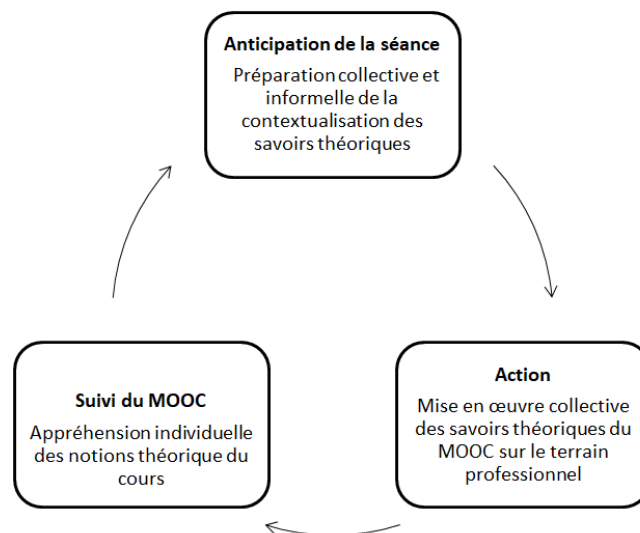 Anticipation de la séance
Préparation collective et
informelle de la
contextualisation des
savoirs théoriques
Suivi du MOOC
Appréhension individuelle
des notions théorique du
cours
Action
Mise en œuvre collective
des savoirs théoriques du
MOOC sur le terrain
professionnel